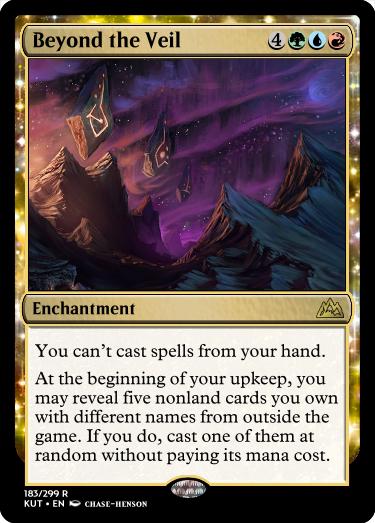 Beyond the Veil 4
Enchantment
You can't cast spells from your hand.
At the beginning of your upkeep, you
may reveal five nonland cards you own
with different names from outside the
game. If you do, cast one of them at
random without paying its mana cost.
183/299 R
KUT • EN CHASE-HENSON